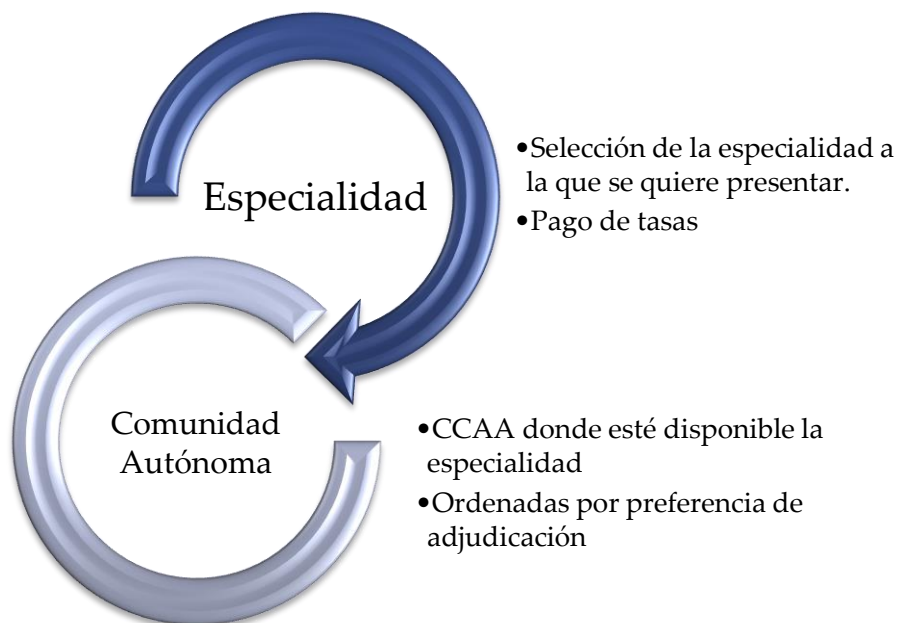 Especialidad
•Selección de la especialidad a
la que se quiere presentar.
•Pago de tasas
Comunidad
Autónoma
•CCAA donde esté disponible la
especialidad
•Ordenadas por preferencia de
adjudicación